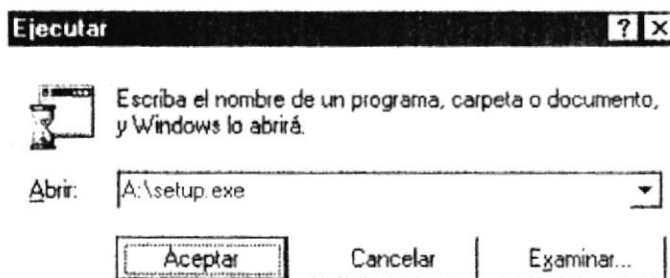 Ejecutar
Escriba el nombre de un programa, carpeta o documento,
y Windows lo abrirá.
Abrir: A:\setup.exe
Aceptar Cancelar Examinar...